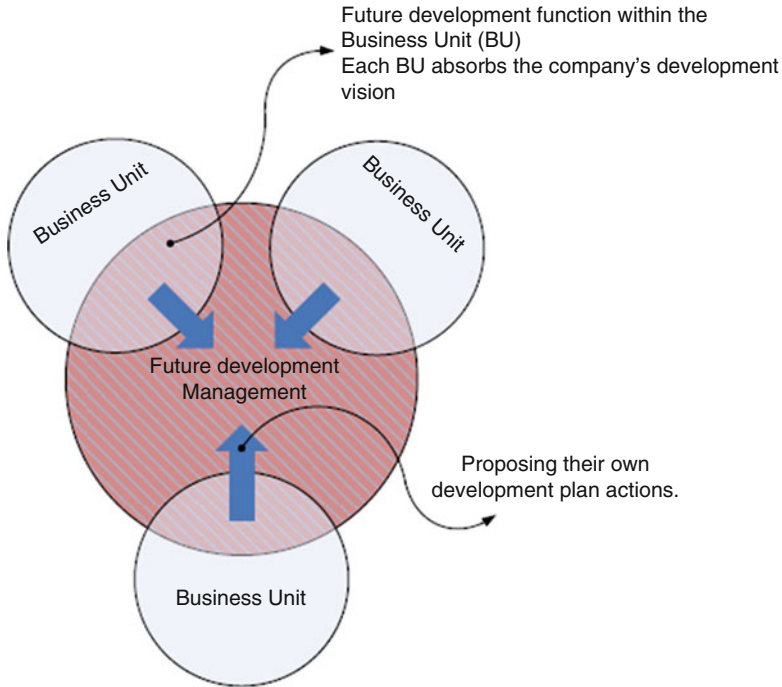 Future development function within the
Business Unit (BU)
Each BU absorbs the company’s development
vision
Business Unit
Business Unit
Future development
Management
Proposing their own
development plan actions.
Business Unit